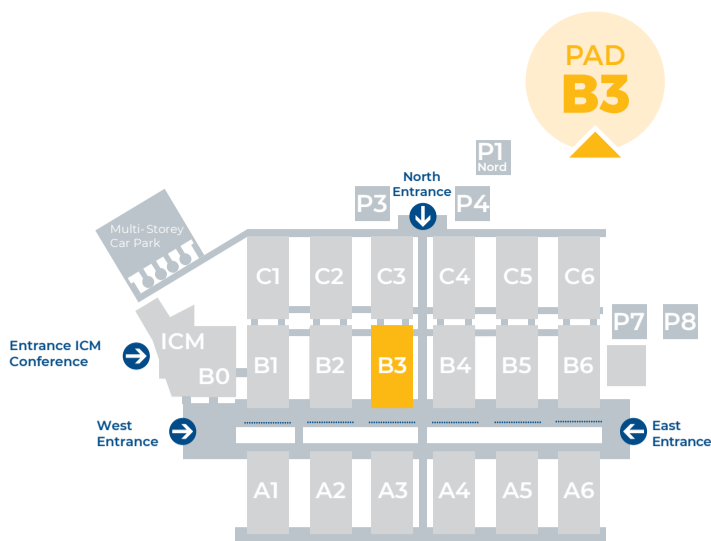 PAD
B3
P1
Nord
North
Entrance
P3
P4
Multi-Storey
Car Park
C1
C2
C3
C4
C5
C6
P7
P8
Entrance ICM
Conference
ICM
B0
B1
B2
B3
B4
B5
B6
West
Entrance
East
Entrance
A1
A2
A3
A4
A5
A6